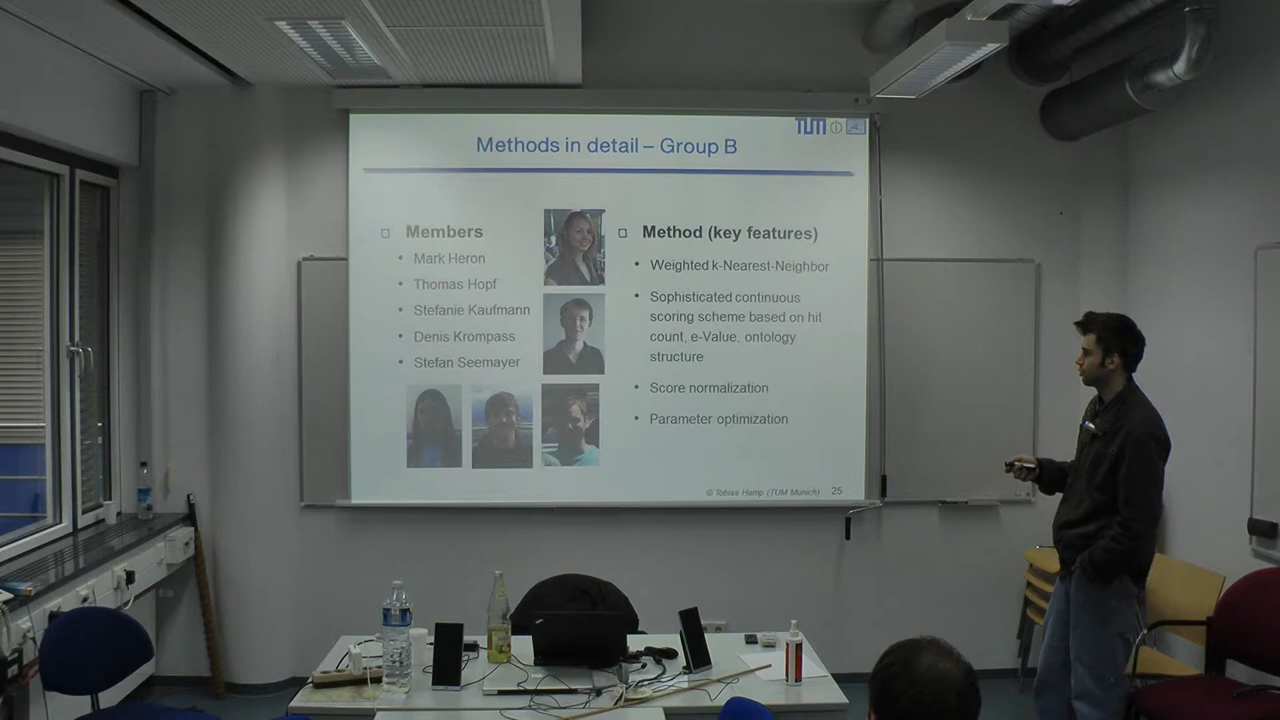 TUM
Methods in detail – Group B
Members
• Mark Heron
• Thomas Hopf
• Stefanie Kaufmann
• Denis Krompass
• Stefan Seemayer
Method (key features)
• Weighted k-Nearest-Neighbor
• Sophisticated continuous
scoring scheme based on hit
count, e-Value, ontology
structure
• Score normalization
• Parameter optimization
© Tobias Hamp (TUM Munich)
25